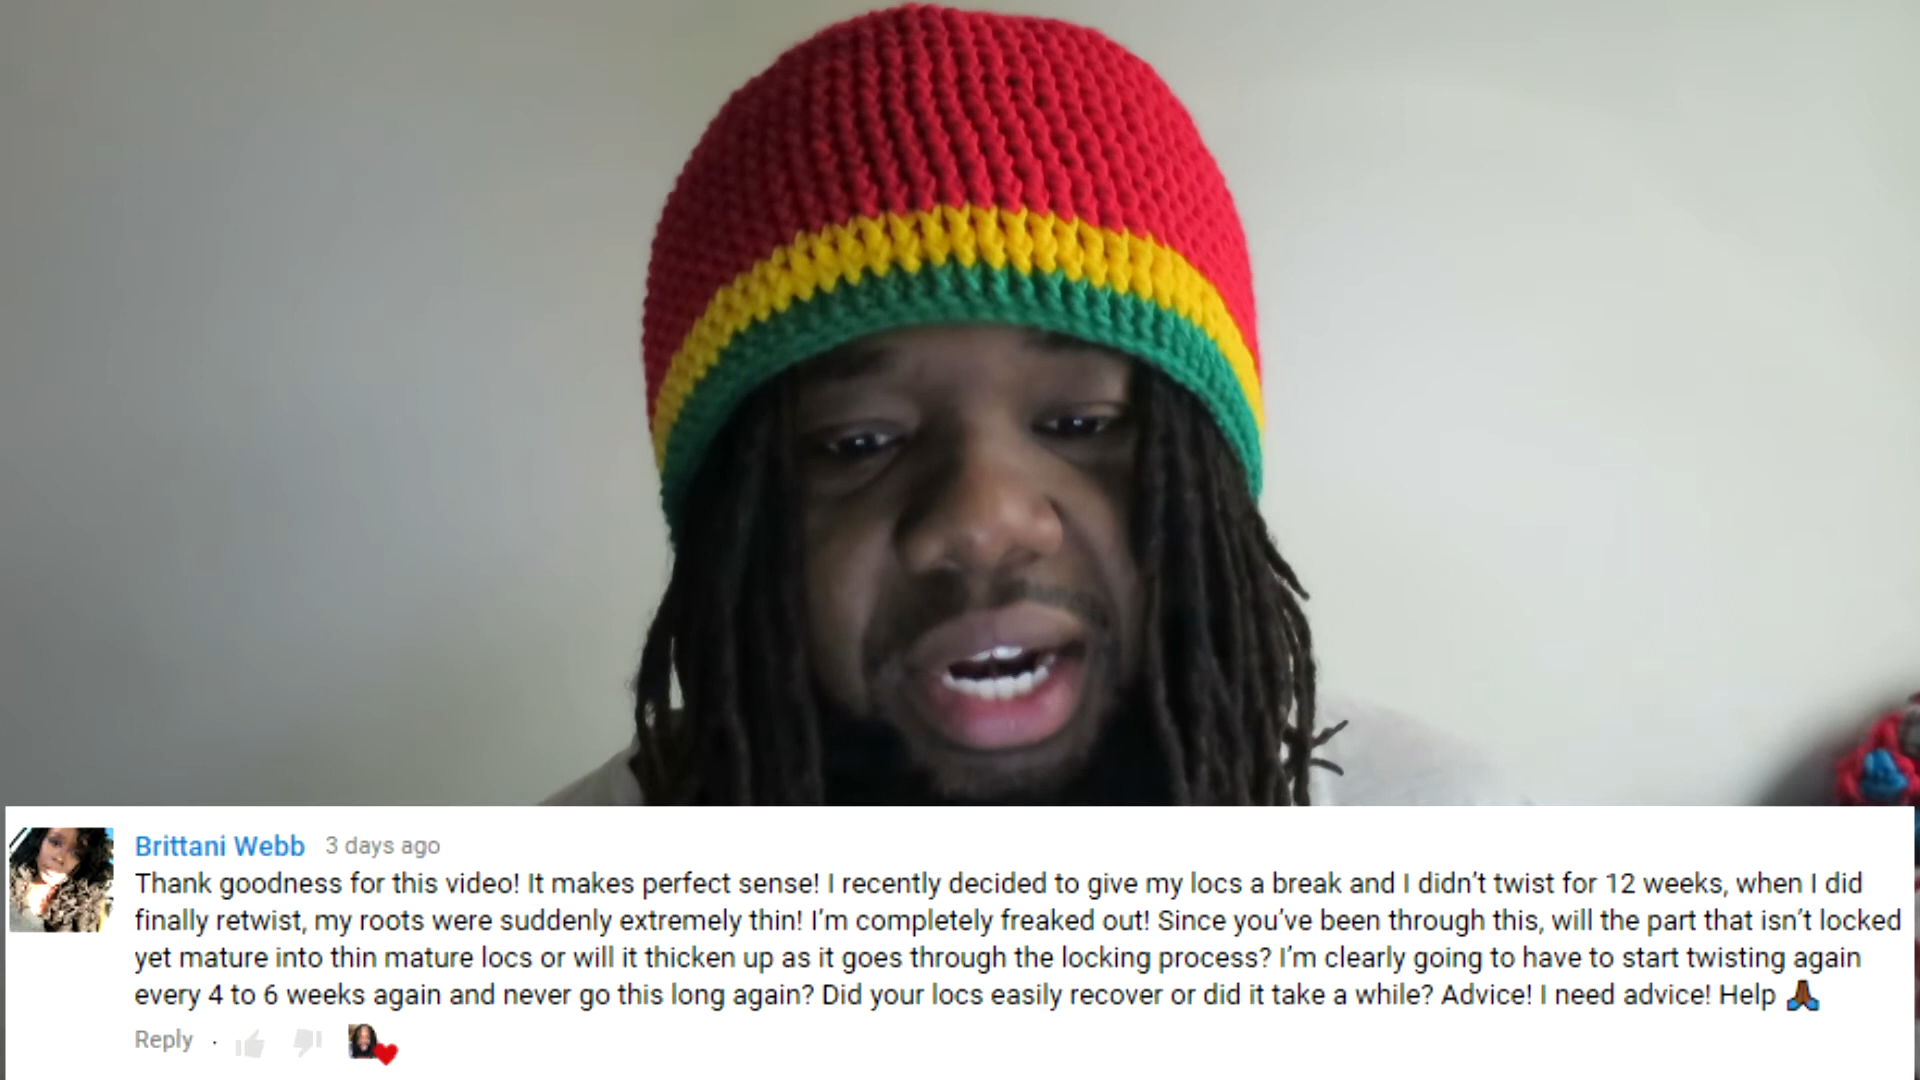 Brittani Webb 3 days ago
Thank goodness for this video! It makes perfect sense! I recently decided to give my locs a break and I didn't twist for 12 weeks, when I did
finally retwist, my roots were suddenly extremely thin! I'm completely freaked out! Since you've been through this, will the part that isn't locked
yet mature into thin mature locs or will it thicken up as it goes through the locking process? I'm clearly going to have to start twisting again
every 4 to 6 weeks again and never go this long again? Did your locs easily recover or did it take a while? Advice! I need advice! Help 🙏🏾
Reply ·